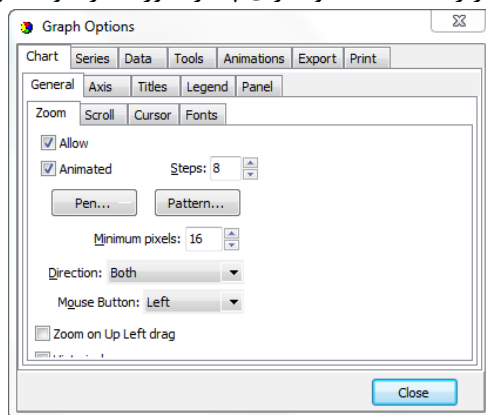 Graph Options
Chart Series Data Tools Animations Export Print
General Axis Titles Legend Panel
Zoom Scroll Cursor Fonts
Allow
Animated Steps: 8
Pen... Pattern...
Minimum pixels: 16
Direction: Both
Mouse Button: Left
Zoom on Up Left drag
Close